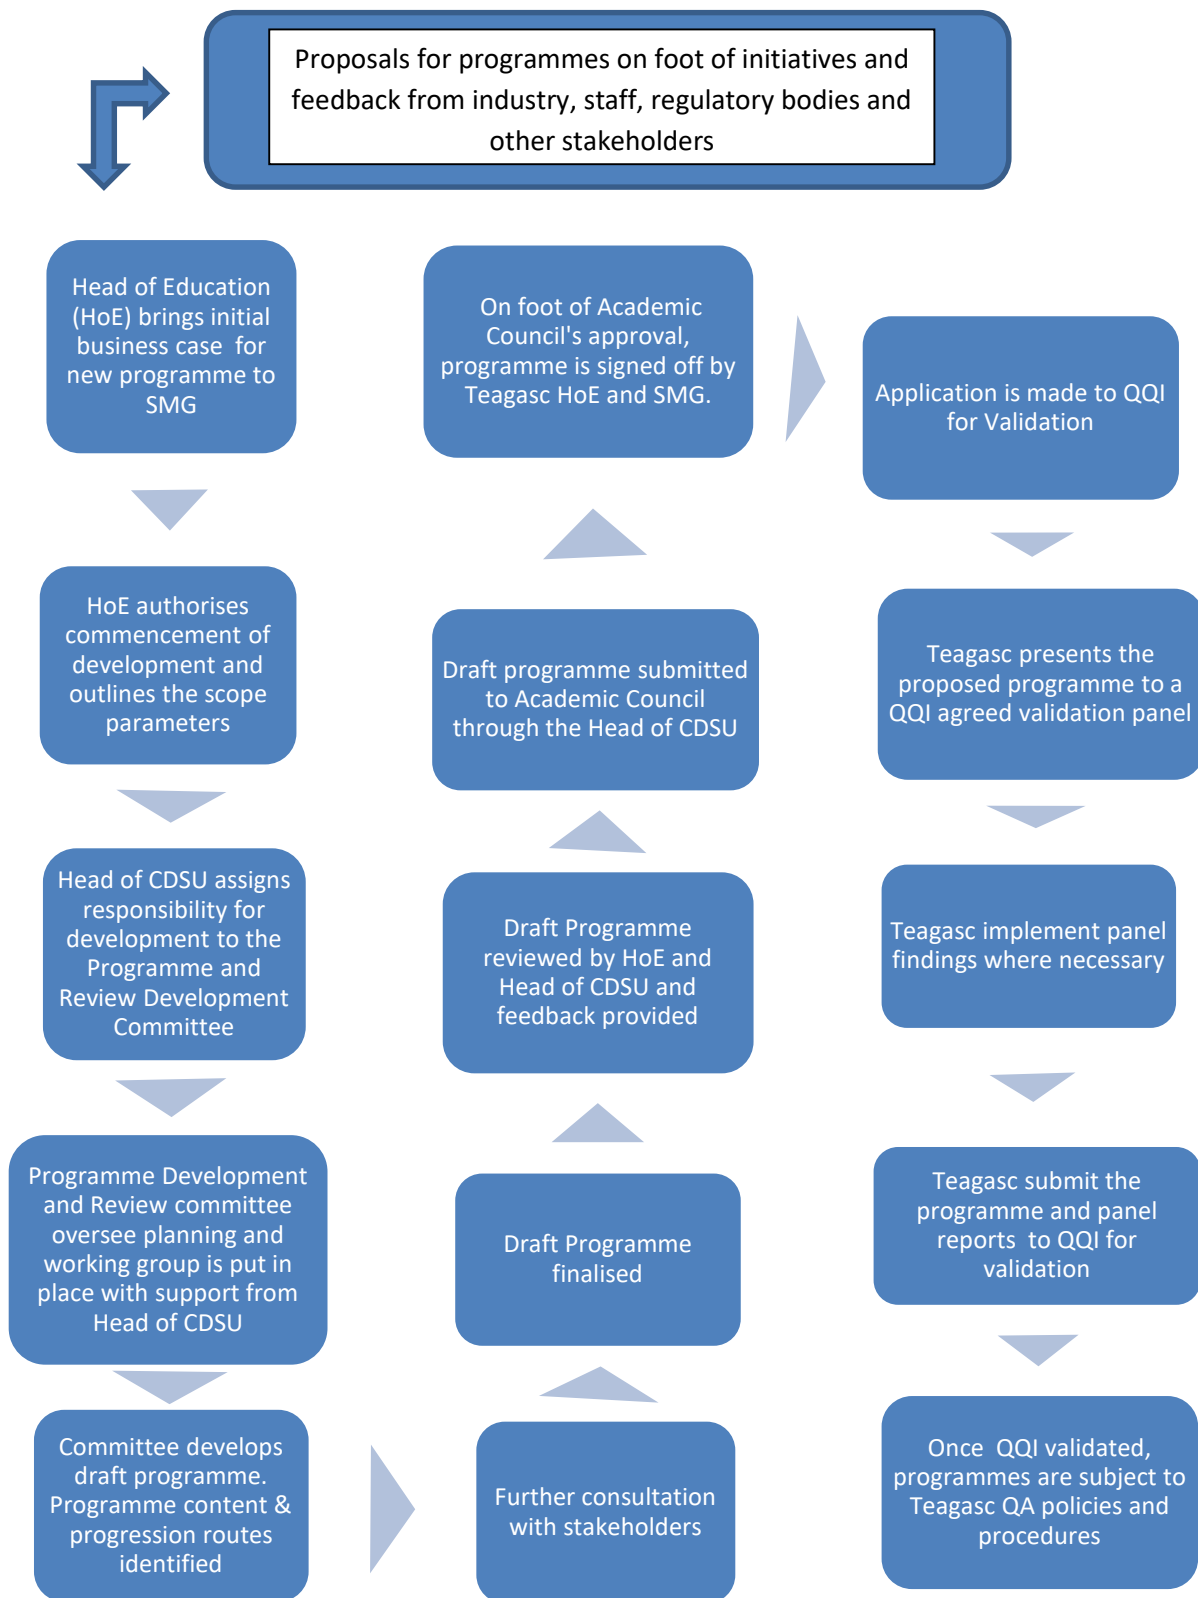 Proposals for programmes on foot of initiatives and
feedback from industry, staff, regulatory bodies and
other stakeholders
Head of Education
(HoE) brings initial
business case for
new programme to
SMG
HoE authorises
commencement of
development and
outlines the scope
parameters
Head of CDSU assigns
responsibility for
development to the
Programme and
Review Development
Committee
Programme Development
and Review committee
oversee planning and
working group is put in
place with support from
Head of CDSU
Committee develops
draft programme.
Programme content &
progression routes
identified
Further consultation
with stakeholders
Draft Programme
finalised
Draft Programme
reviewed by HoE and
Head of CDSU and
feedback provided
Draft programme submitted
to Academic Council
through the Head of CDSU
On foot of Academic
Council's approval,
programme is signed off by
Teagasc HoE and SMG.
Application is made to QQI
for Validation
Teagasc presents the
proposed programme to a
QQI agreed validation panel
Teagasc implement panel
findings where necessary
Teagasc submit the
programme and panel
reports to QQI for
validation
Once QQI validated,
programmes are subject to
Teagasc QA policies and
procedures